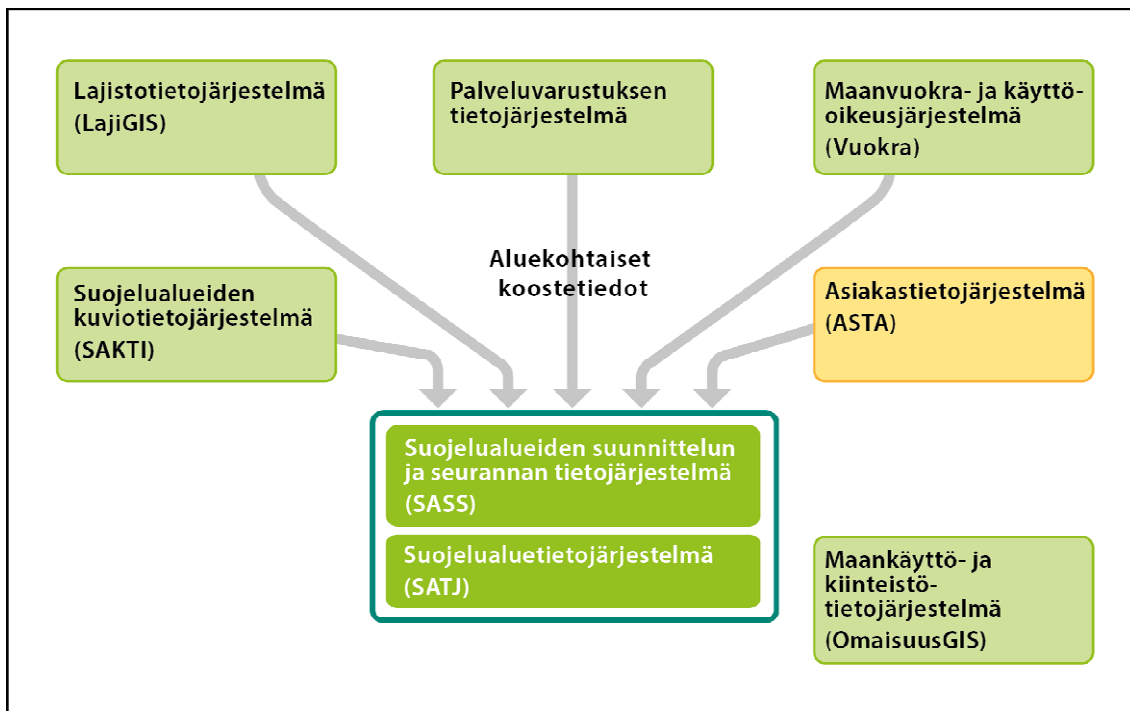 Lajistotietojärjestelmä
(LajiGIS)
Palveluvarustuksen
tietojärjestelmä
Maanvuokra- ja käyttö-
oikeusjärjestelmä
(Vuokra)
Aluekohtaiset
koostetiedot
Suojelualueiden
kuviotietojärjestelmä
(SAKTI)
Asiakastietojärjestelmä
(ASTA)
Suojelualueiden suunnittelun
ja seurannan tietojärjestelmä
(SASS)
Suojelualuetietojärjestelmä
(SATJ)
Maankäyttö- ja
kiinteistö-
tietojärjestelmä
(OmaisuusGIS)